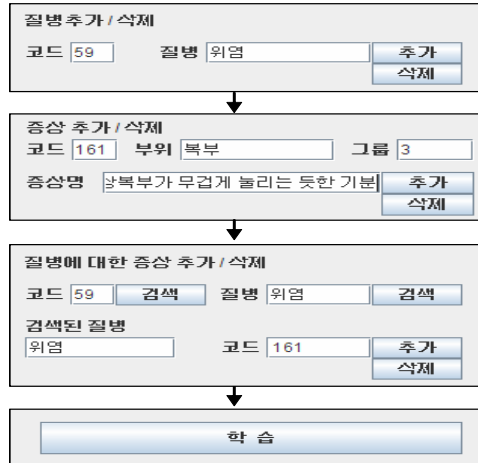 질병추가 / 삭제
코드 59 질병 위염 추가
삭제
증상 추가 / 삭제
코드 161 부위 복부 그룹 3
증상명 상복부가 무겁게 눌리는 듯한 기분 추가
삭제
질병에 대한 증상 추가 / 삭제
코드 59 검색 질병 위염 검색
검색된 질병
위염 코드 161 추가
삭제
학 습